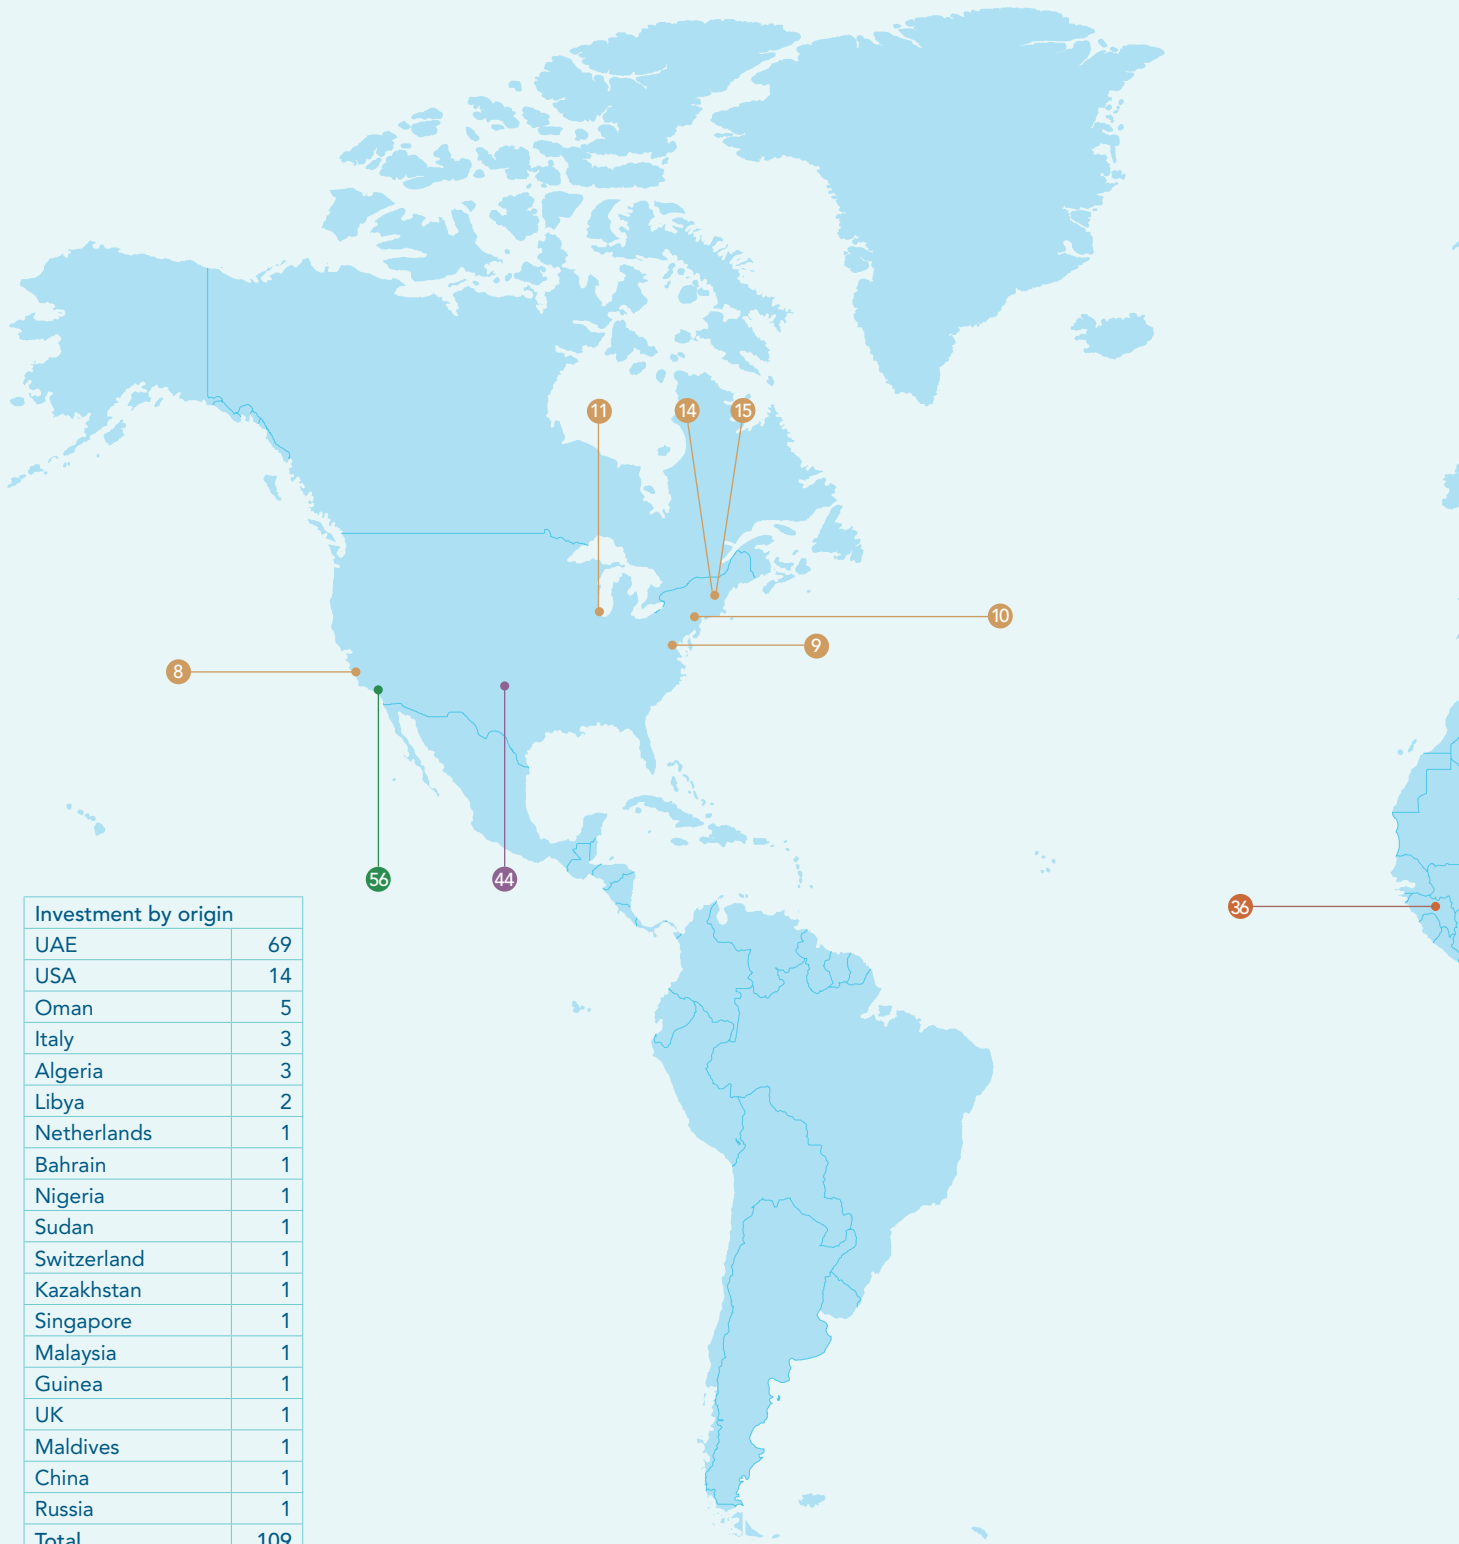 11
14
15
10
9
8
56
44
36
Investment by origin
UAE 69
USA 14
Oman 5
Italy 3
Algeria 3
Libya 2
Netherlands 1
Bahrain 1
Nigeria 1
Sudan 1
Switzerland 1
Kazakhstan 1
Singapore 1
Malaysia 1
Guinea 1
UK 1
Maldives 1
China 1
Russia 1
Total 109